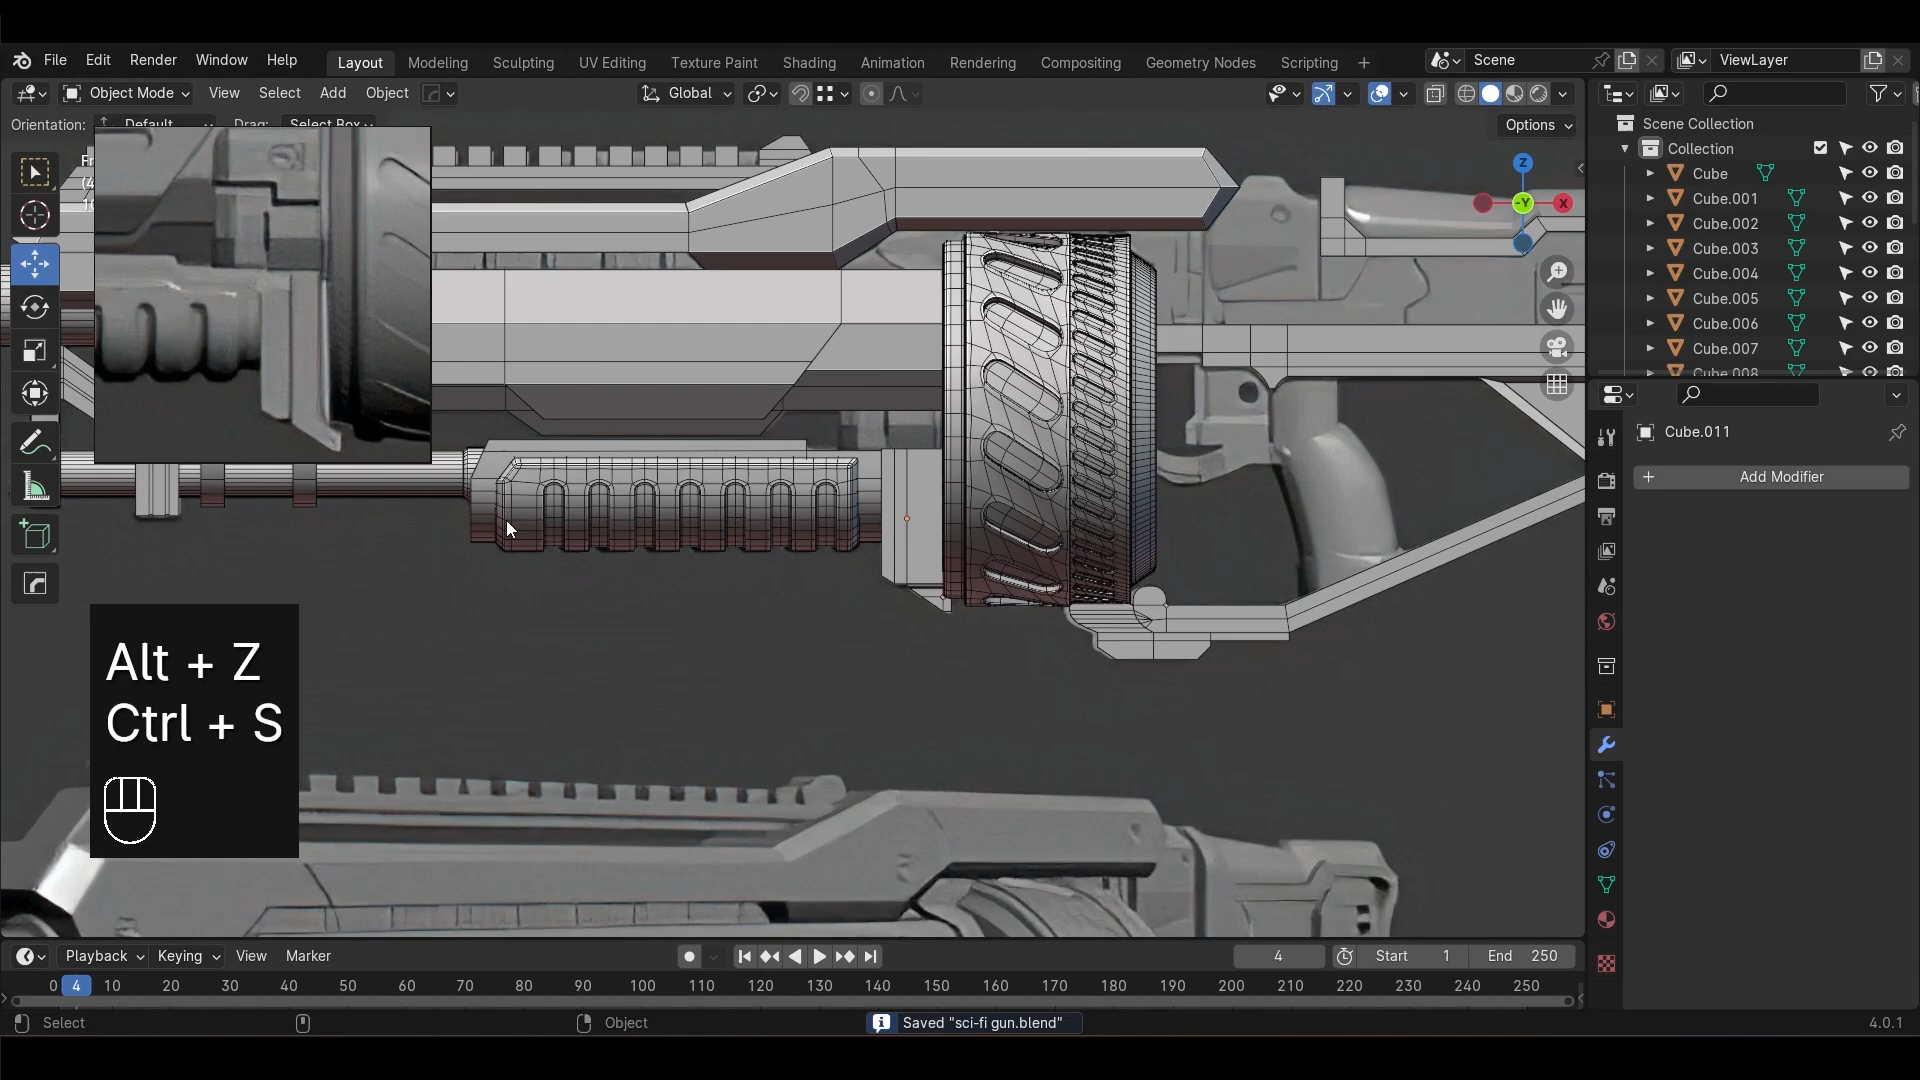 File Edit Render Window Help Layout Modeling Sculpting UV Editing Texture Paint Shading Animation Rendering Compositing Geometry Nodes Scripting Scene ViewLayer
Object Mode View Select Add Object Global
Orientation: Default Drag: Select Box Options
Scene Collection
Collection
Cube
Cube.001
Cube.002
Cube.003
Cube.004
Cube.005
Cube.006
Cube.007
Cube.008
Z
-Y X
Cube.011
Add Modifier
Alt + Z
Ctrl + S
Playback Keying View Marker 4 Start 1 End 250
0 4 10 20 30 40 50 60 70 80 90 100 110 120 130 140 150 160 170 180 190 200 210 220 230 240 250
Select Object Saved "sci-fi gun.blend" 4.0.1